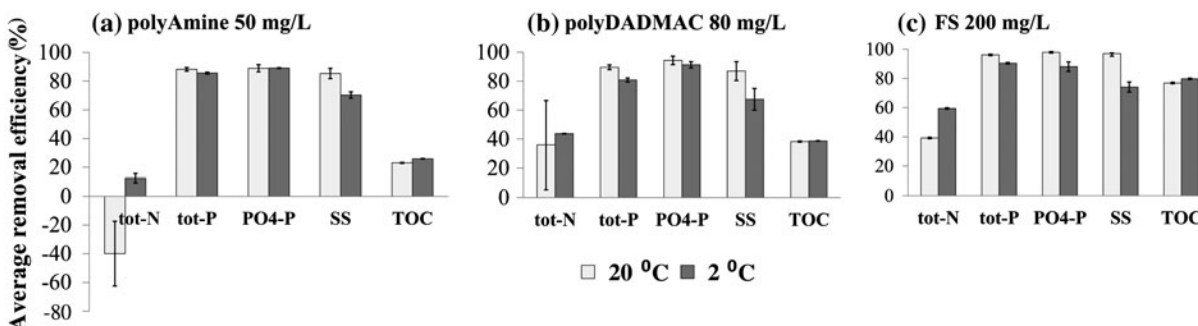 (a) polyAmine 50 mg/L
(b) polyDADMAC 80 mg/L
(c) FS 200 mg/L
Average removal efficiency(%)
100
80
60
40
20
0
-20
-40
-60
-80
tot-N tot-P PO4-P SS TOC
100
80
60
40
20
0
tot-N tot-P PO4-P SS TOC
100
80
60
40
20
0
tot-N tot-P PO4-P SS TOC
20 ⁰C 2 ⁰C